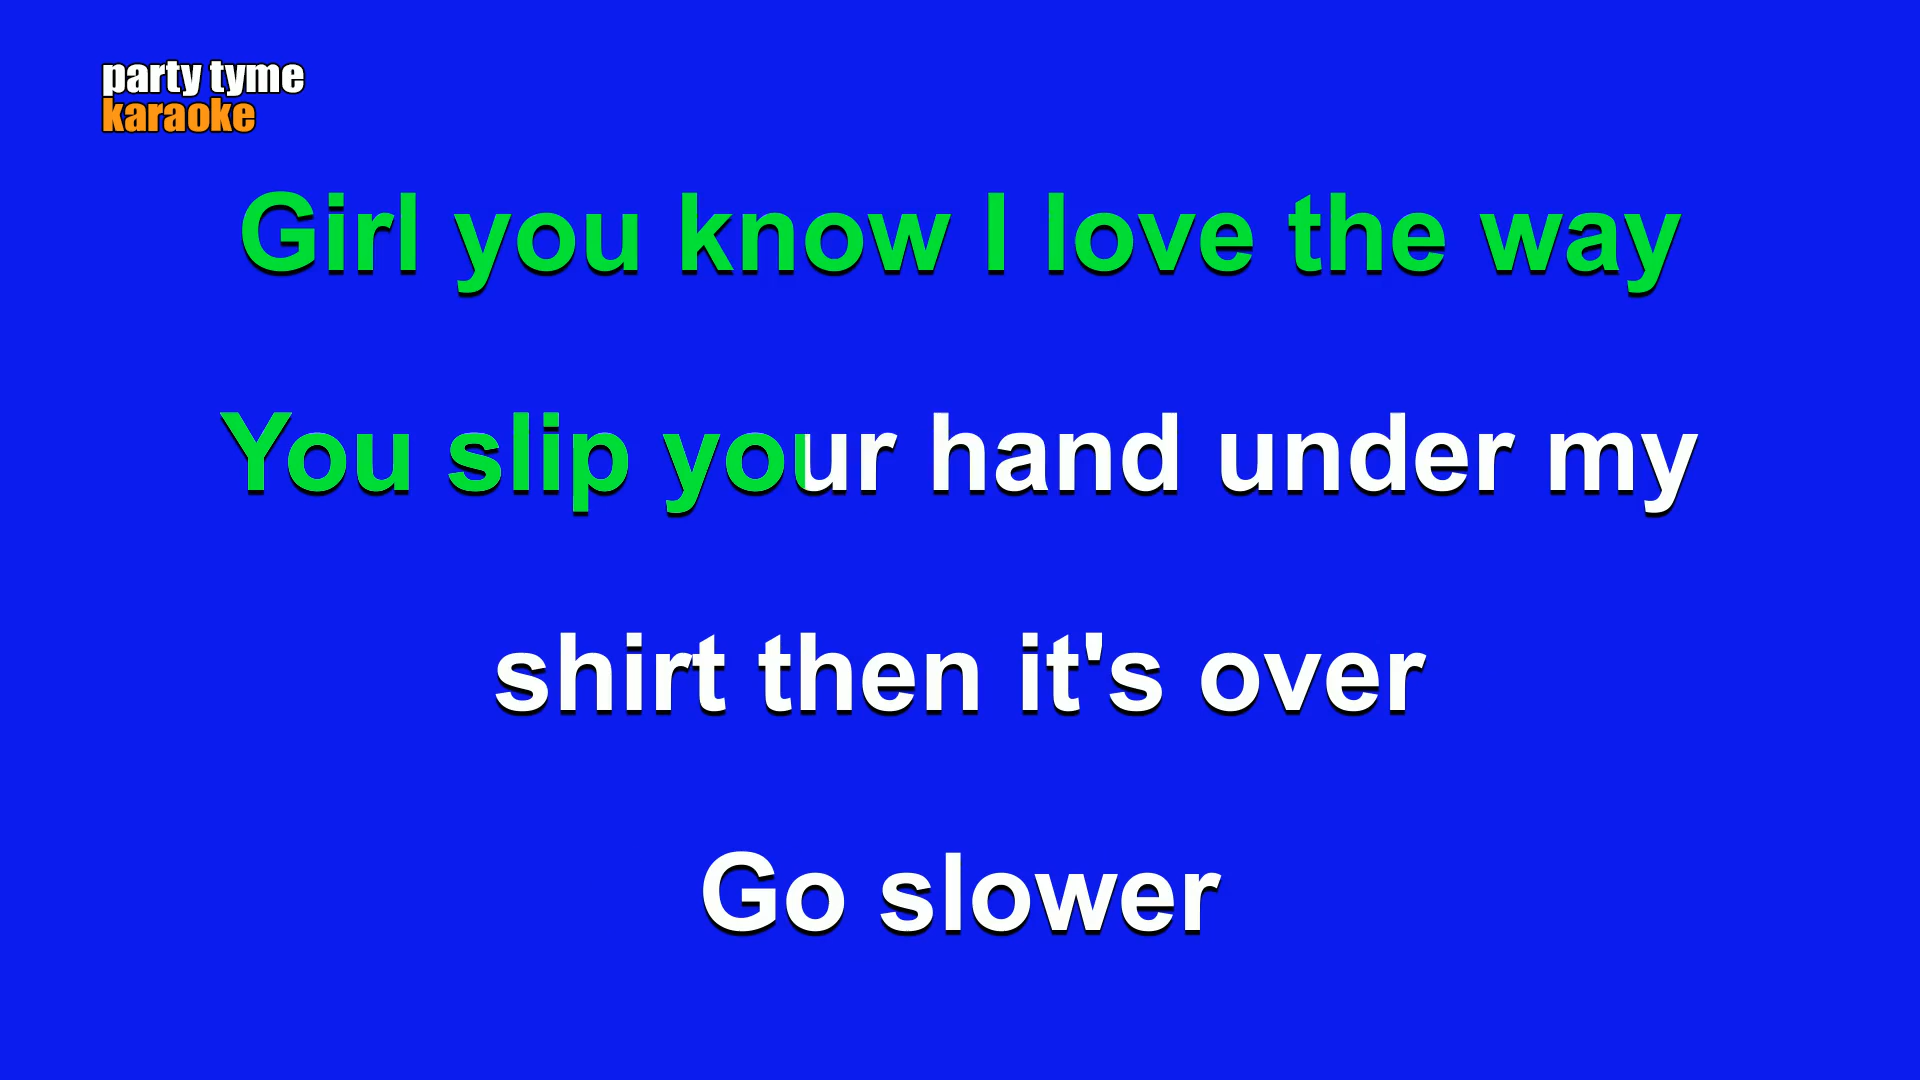 party tyme
karaoke
Girl you know I love the way
You slip your hand under my
shirt then it's over
Go slower